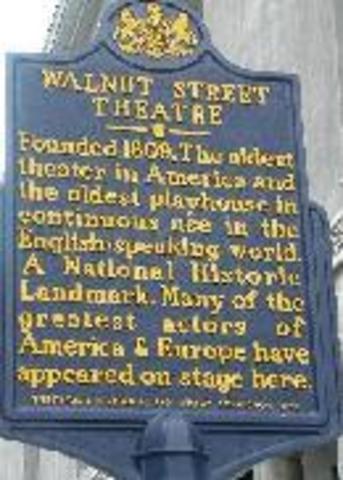 WALNUT STREET
THEATRE
Founded 1809. The oldest
theater in America and
the oldest playhouse in
continuous use in the
English-speaking world.
A National Historic
Landmark. Many of the
greatest actors of
America & Europe have
appeared on stage here.